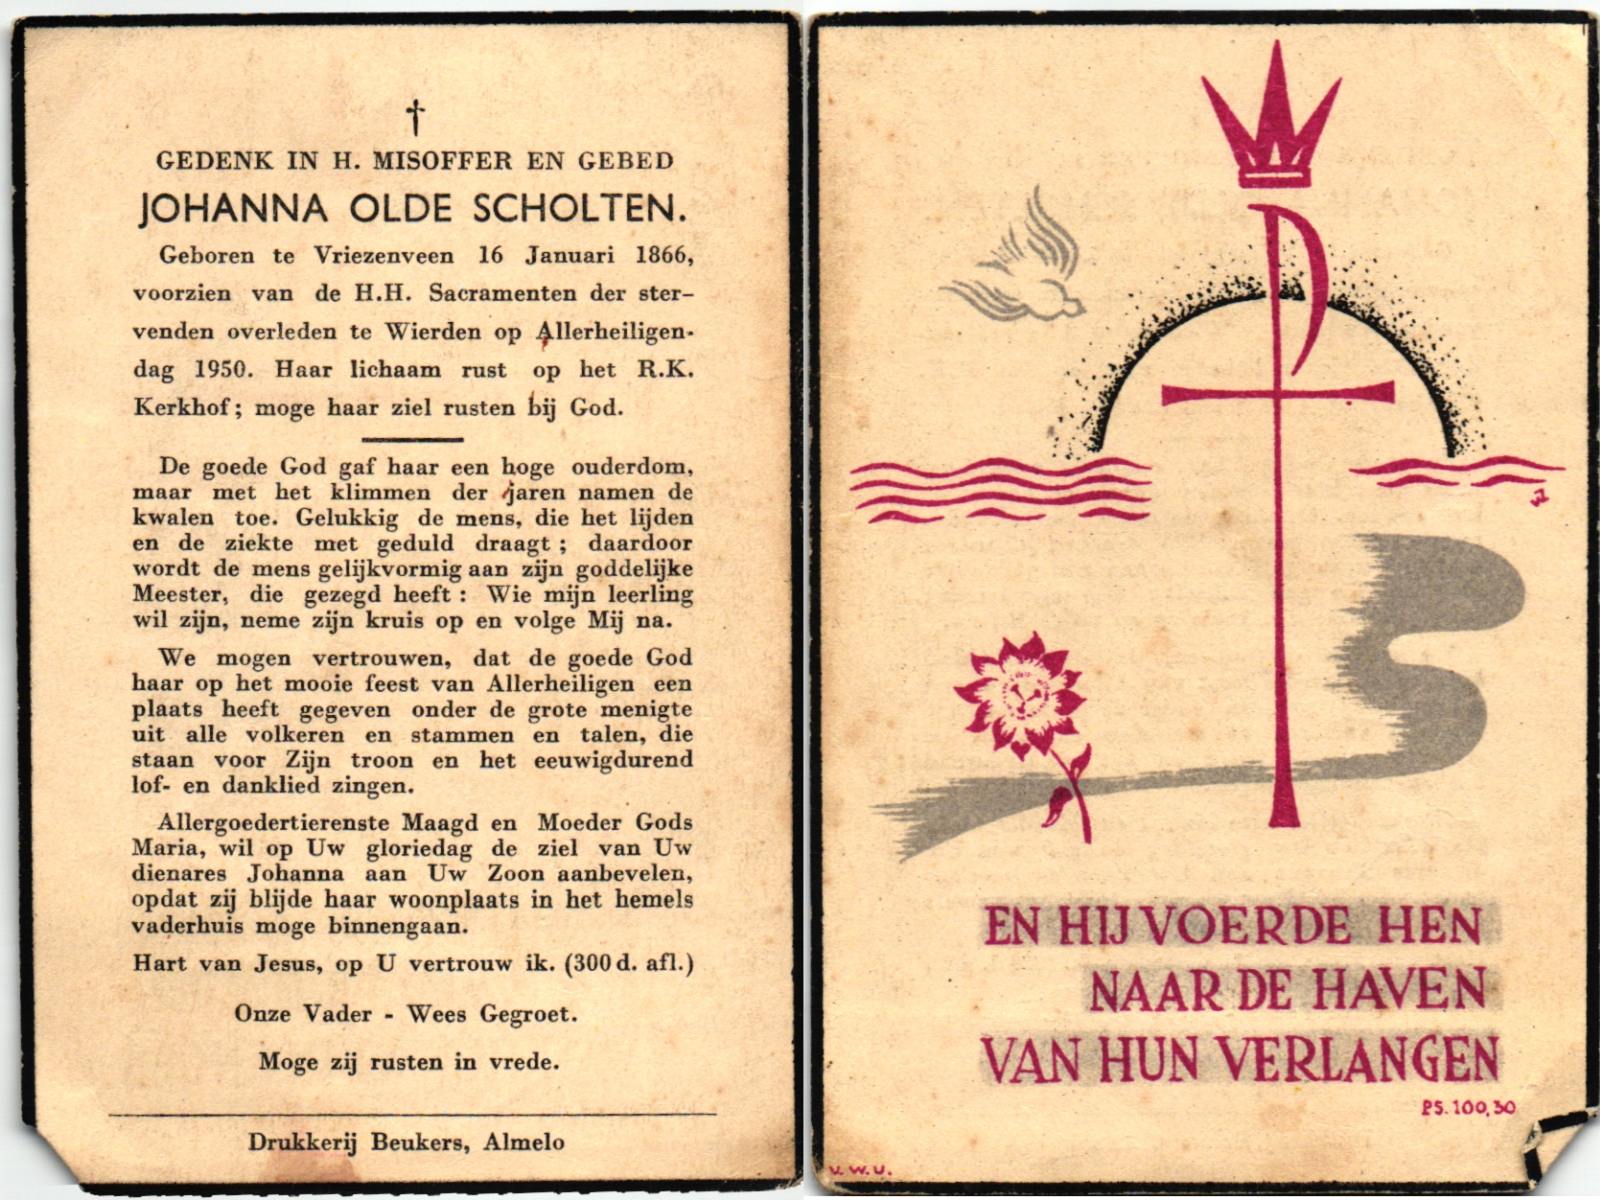 GEDENK IN H. MISOFFER EN GEBED
JOHANNA OLDE SCHOLTEN.
Geboren te Vriezenveen 16 Januari 1866,
voorzien van de H.H. Sacramenten der ster-
venden overleden te Wierden op Allerheiligen-
dag 1950. Haar lichaam rust op het R.K.
Kerkhof; moge haar ziel rusten bij God.
De goede God gaf haar een hoge ouderdom,
maar met het klimmen der jaren namen de
kwalen toe. Gelukkig de mens, die het lijden
en de ziekte met geduld draagt; daardoor
wordt de mens gelijkvormig aan zijn goddelijke
Meester, die gezegd heeft: Wie mijn leerling
wil zijn, neme zijn kruis op en volge Mij na.
We mogen vertrouwen, dat de goede God
haar op het mooie feest van Allerheiligen een
plaats heeft gegeven onder de grote menigte
uit alle volkeren en stammen en talen, die
staan voor Zijn troon en het eeuwigdurend
lof- en danklied zingen.
Allergoedertierenste Maagd en Moeder Gods
Maria, wil op Uw gloriedag de ziel van Uw
dienares Johanna aan Uw Zoon aanbevelen,
opdat zij blijde haar woonplaats in het hemels
vaderhuis moge binnengaan.
Hart van Jesus, op U vertrouw ik. (300 d. afl.)
Onze Vader - Wees Gegroet.
Moge zij rusten in vrede.
Drukkerij Beukers, Almelo
EN HIJ VOERDE HEN
NAAR DE HAVEN
VAN HUN VERLANGEN
PS. 100,30
v.w.u.